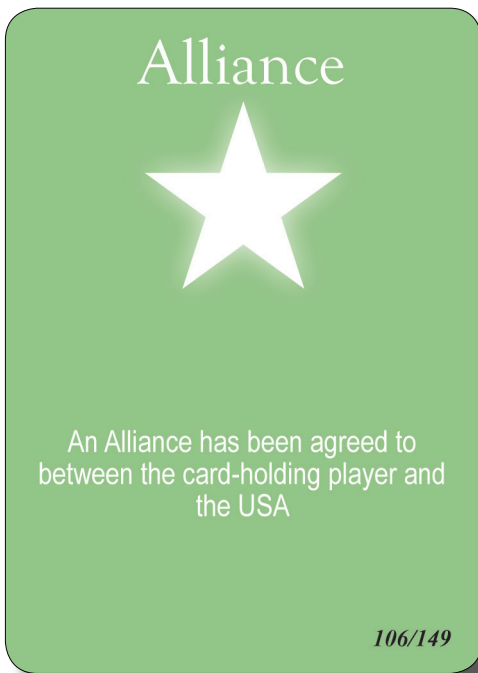 Alliance
An Alliance has been agreed to
between the card-holding player and
the USA
106/149